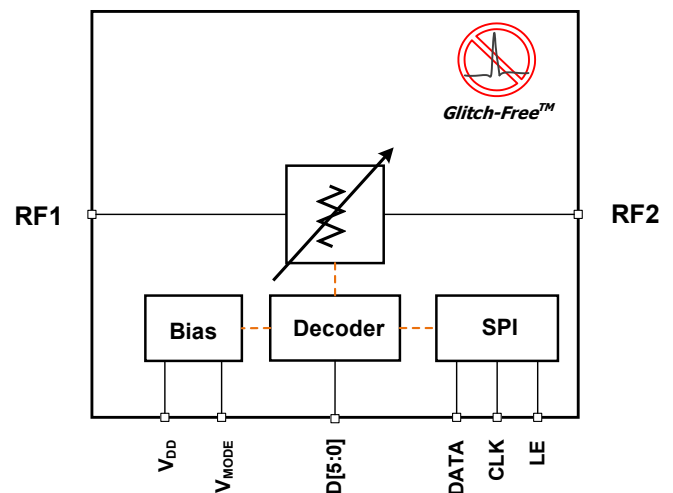 Glitch-Free™
RF1
RF2
Bias
Decoder
SPI
VDD
VMODE
D[5:0]
DATA
CLK
LE